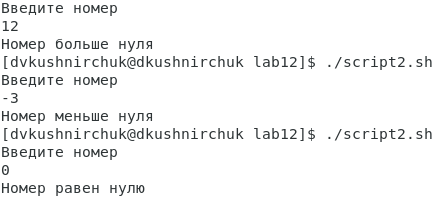 Введите номер
12
Номер больше нуля
[dvkushnirchuk@dkushnirchuk lab12]$ ./script2.sh
Введите номер
-3
Номер меньше нуля
[dvkushnirchuk@dkushnirchuk lab12]$ ./script2.sh
Введите номер
0
Номер равен нулю